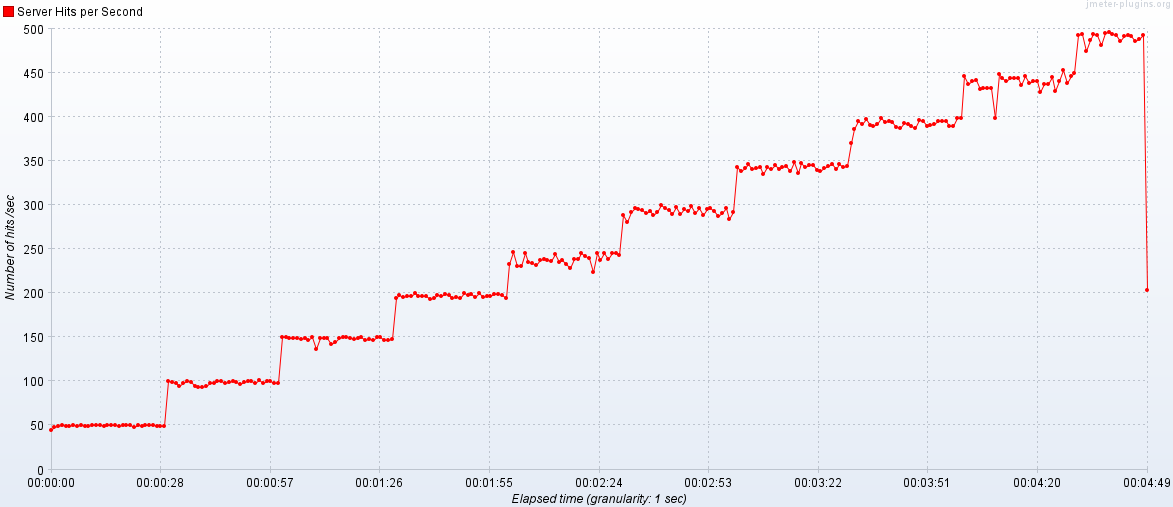 jmeter-plugins.org
Server Hits per Second
500
450
400
350
300
250
200
150
100
50
0
Number of hits /sec
00:00:00 00:00:28 00:00:57 00:01:26 00:01:55 00:02:24 00:02:53 00:03:22 00:03:51 00:04:20 00:04:49
Elapsed time (granularity: 1 sec)